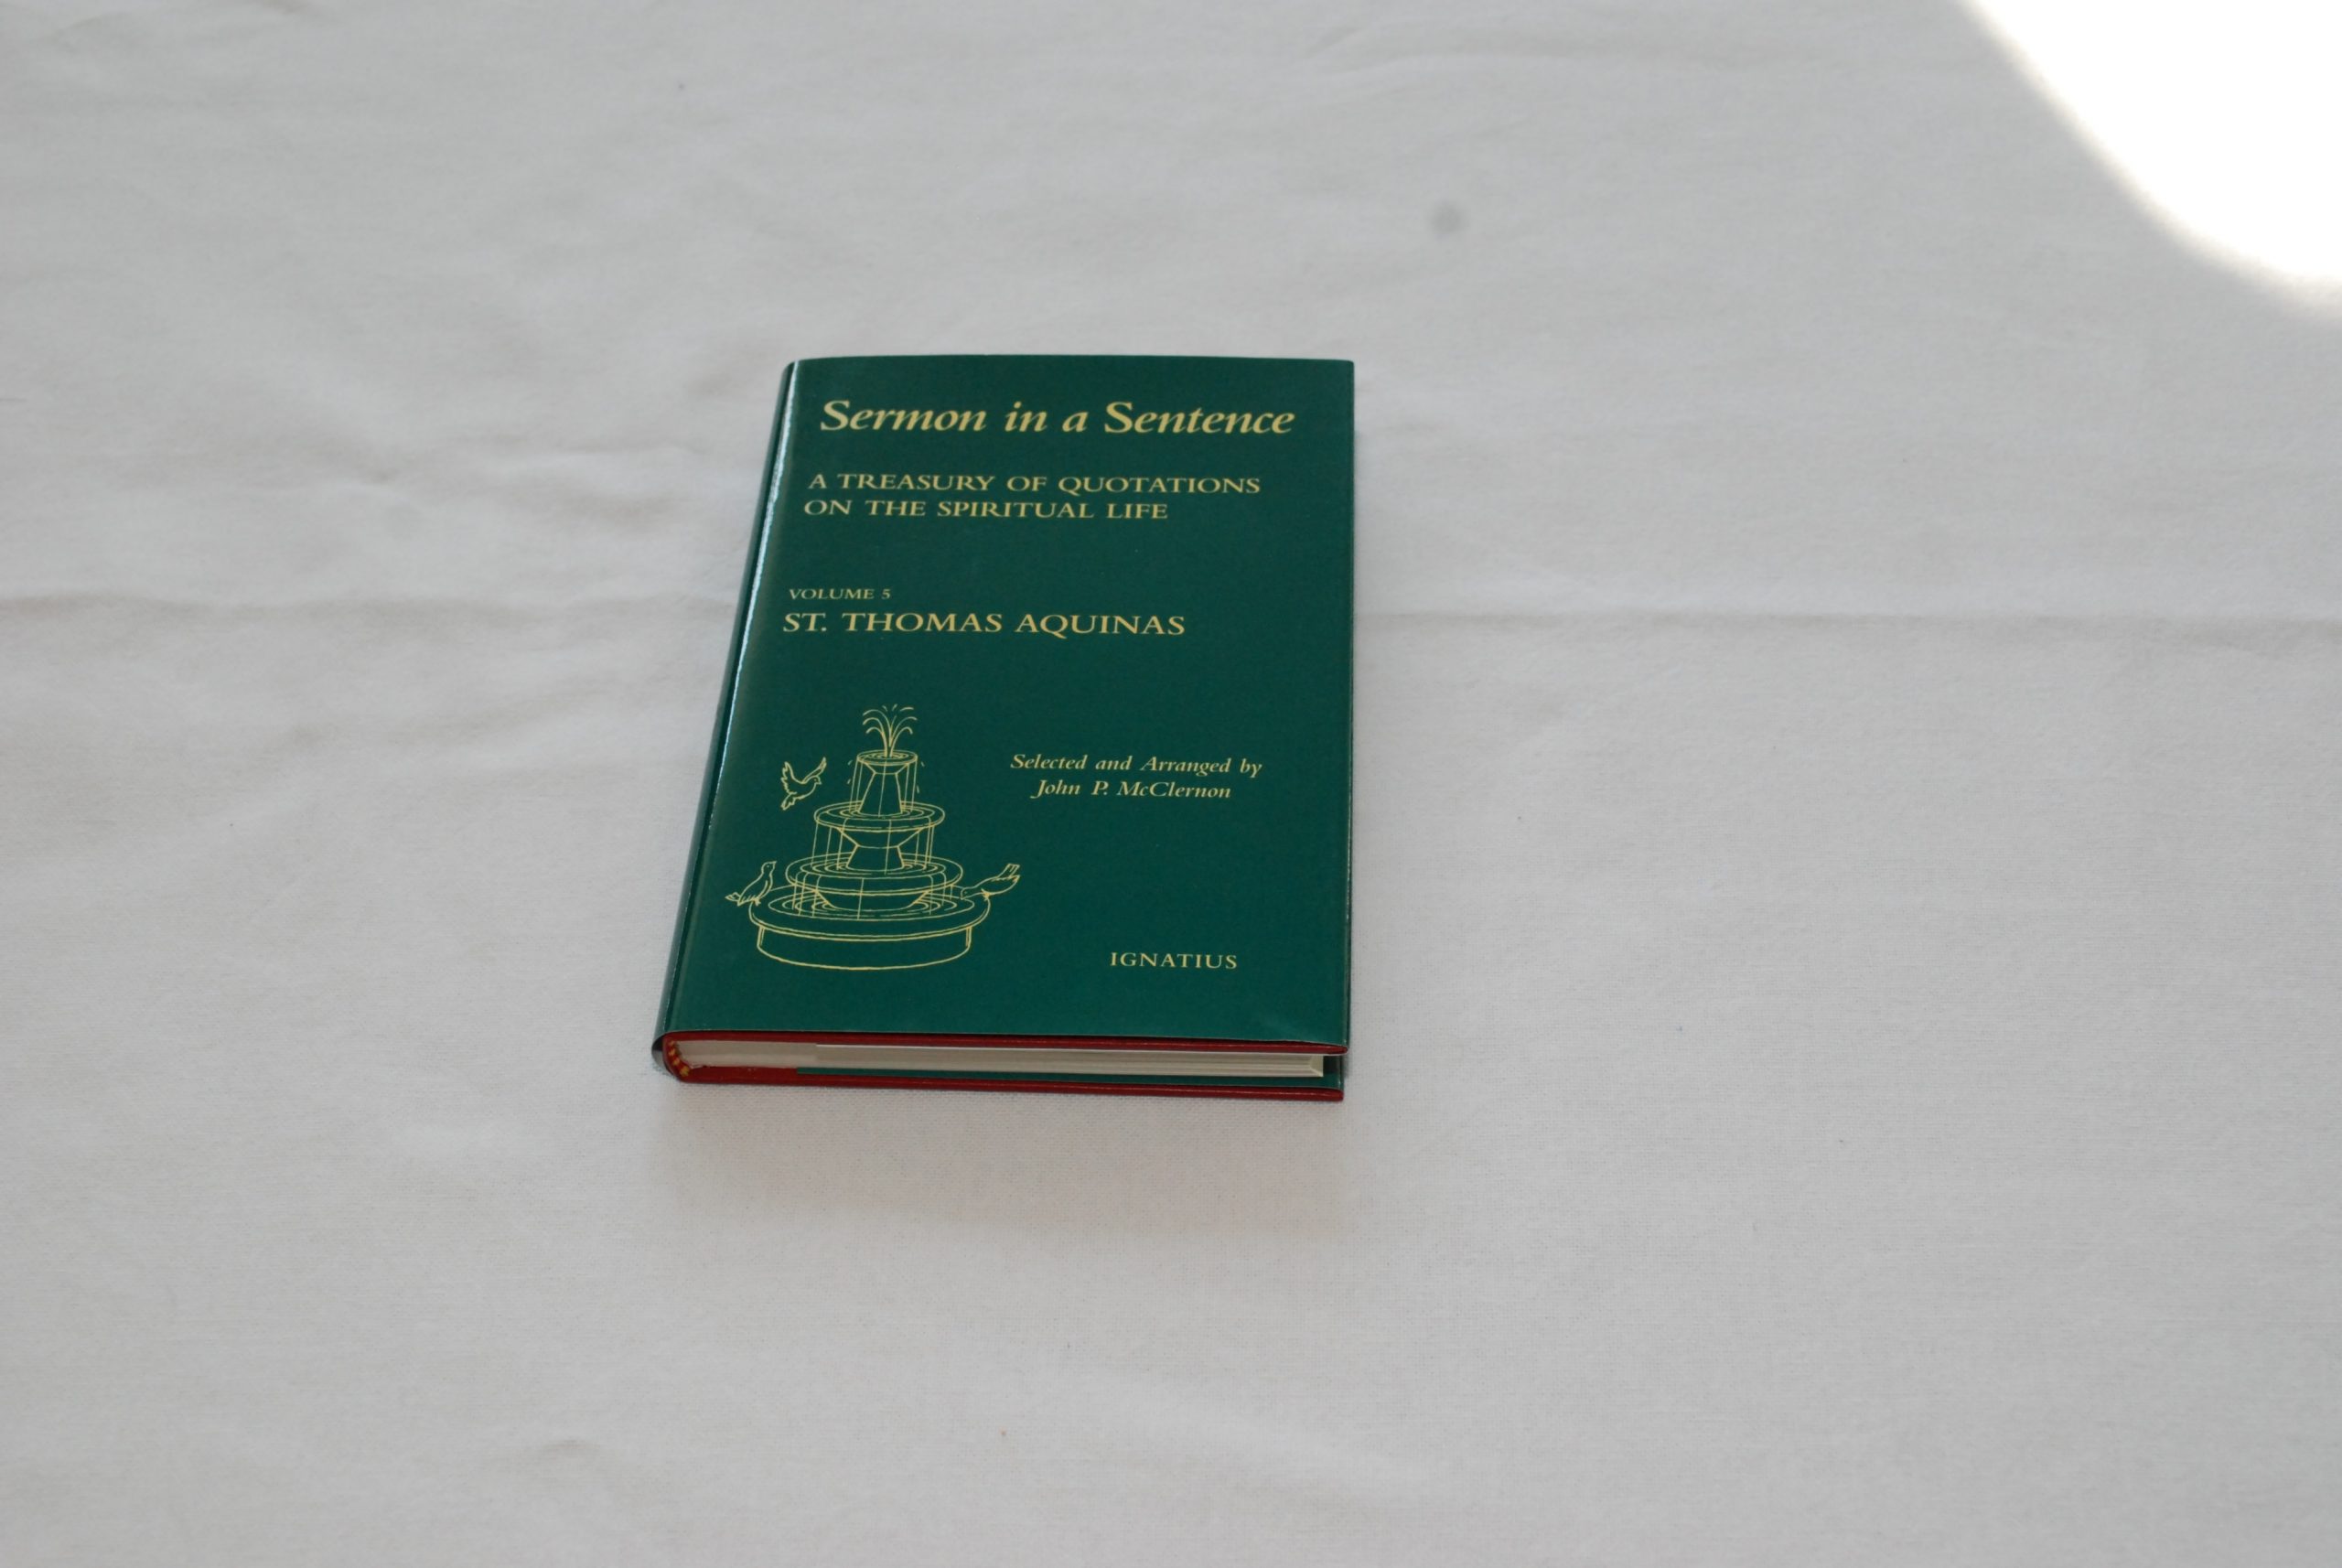 Sermon in a Sentence
A TREASURY OF QUOTATIONS
ON THE SPIRITUAL LIFE
VOLUME 5
ST. THOMAS AQUINAS
Selected and Arranged by
John P. McClernon
IGNATIUS